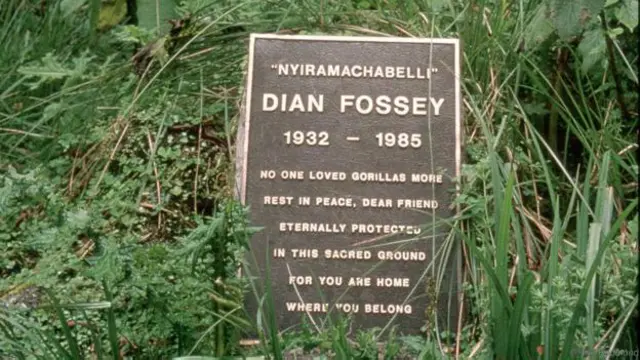 "NYIRAMACHABELLI"
DIAN FOSSEY
1932 – 1985
NO ONE LOVED GORILLAS MORE
REST IN PEACE, DEAR FRIEND
ETERNALLY PROTECTED
IN THIS SACRED GROUND
FOR YOU ARE HOME
WHERE YOU BELONG